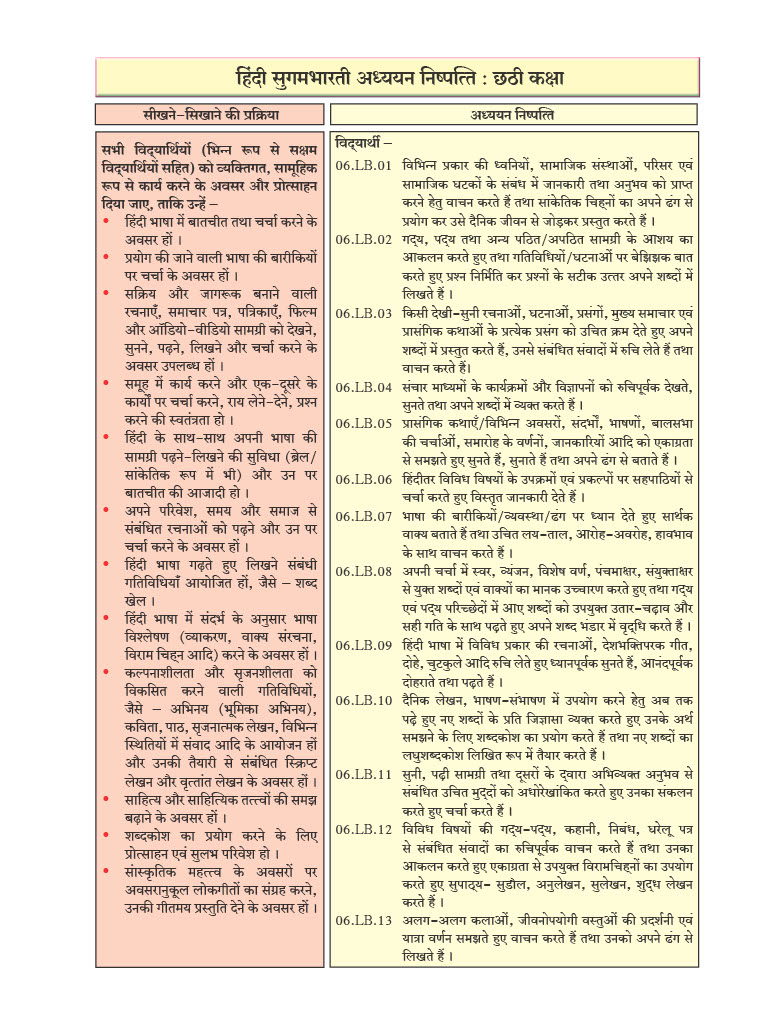 हिंदी सुगमभारती अध्ययन निष्पत्ति : छठी कक्षा
सीखने-सिखाने की प्रक्रिया
सभी विद्यार्थियों (भिन्न रूप से सक्षम
विद्यार्थियों सहित) को व्यक्तिगत, सामूहिक
रूप से कार्य करने के अवसर और प्रोत्साहन
दिया जाए, ताकि उन्हें –
• हिंदी भाषा में बातचीत तथा चर्चा करने के
अवसर हों ।
• प्रयोग की जाने वाली भाषा की बारीकियों
पर चर्चा के अवसर हों ।
• सक्रिय और जागरूक बनाने वाली
रचनाएँ, समाचार पत्र, पत्रिकाएँ, फिल्म
और ऑडियो-वीडियो सामग्री को देखने,
सुनने, पढ़ने, लिखने और चर्चा करने के
अवसर उपलब्ध हों ।
• समूह में कार्य करने और एक-दूसरे के
कार्यों पर चर्चा करने, राय लेने-देने, प्रश्न
करने की स्वतंत्रता हो ।
• हिंदी के साथ-साथ अपनी भाषा की
सामग्री पढ़ने-लिखने की सुविधा (ब्रेल/
सांकेतिक रूप में भी) और उन पर
बातचीत की आजादी हो ।
• अपने परिवेश, समय और समाज से
संबंधित रचनाओं को पढ़ने और उन पर
चर्चा करने के अवसर हों ।
• हिंदी भाषा गढ़ते हुए लिखने संबंधी
गतिविधियाँ आयोजित हों, जैसे – शब्द
खेल ।
• हिंदी भाषा में संदर्भ के अनुसार भाषा
विश्लेषण (व्याकरण, वाक्य संरचना,
विराम चिह्न आदि) करने के अवसर हों ।
• कल्पनाशीलता और सृजनशीलता को
विकसित करने वाली गतिविधियों,
जैसे – अभिनय (भूमिका अभिनय),
कविता, पाठ, सृजनात्मक लेखन, विभिन्न
स्थितियों में संवाद आदि के आयोजन हों
और उनकी तैयारी से संबंधित स्क्रिप्ट
लेखन और वृत्तांत लेखन के अवसर हों ।
• साहित्य और साहित्यिक तत्त्वों की समझ
बढ़ाने के अवसर हों ।
• शब्दकोश का प्रयोग करने के लिए
प्रोत्साहन एवं सुलभ परिवेश हो ।
• सांस्कृतिक महत्त्व के अवसरों पर
अवसरानुकूल लोकगीतों का संग्रह करने,
उनकी गीतमय प्रस्तुति देने के अवसर हों ।
अध्ययन निष्पत्ति
विद्यार्थी –
06.LB.01 विभिन्न प्रकार की ध्वनियों, सामाजिक संस्थाओं, परिसर एवं
सामाजिक घटकों के संबंध में जानकारी तथा अनुभव को प्राप्त
करने हेतु वाचन करते हैं तथा सांकेतिक चिह्नों का अपने ढंग से
प्रयोग कर उसे दैनिक जीवन से जोड़कर प्रस्तुत करते हैं ।
06.LB.02 गद्य, पद्य तथा अन्य पठित/अपठित सामग्री के आशय का
आकलन करते हुए तथा गतिविधियों/घटनाओं पर बेझिझक बात
करते हुए प्रश्न निर्मिति कर प्रश्नों के सटीक उत्तर अपने शब्दों में
लिखते हैं ।
06.LB.03 किसी देखी-सुनी रचनाओं, घटनाओं, प्रसंगों, मुख्य समाचार एवं
प्रासंगिक कथाओं के प्रत्येक प्रसंग को उचित क्रम देते हुए अपने
शब्दों में प्रस्तुत करते हैं, उनसे संबंधित संवादों में रुचि लेते हैं तथा
वाचन करते हैं।
06.LB.04 संचार माध्यमों के कार्यक्रमों और विज्ञापनों को रुचिपूर्वक देखते,
सुनते तथा अपने शब्दों में व्यक्त करते हैं ।
06.LB.05 प्रासंगिक कथाएँ/विभिन्न अवसरों, संदर्भों, भाषणों, बालसभा
की चर्चाओं, समारोह के वर्णनों, जानकारियों आदि को एकाग्रता
से समझते हुए सुनते हैं, सुनाते हैं तथा अपने ढंग से बताते हैं ।
06.LB.06 हिंदीतर विविध विषयों के उपक्रमों एवं प्रकल्पों पर सहपाठियों से
चर्चा करते हुए विस्तृत जानकारी देते हैं ।
06.LB.07 भाषा की बारीकियों/व्यवस्था/ढंग पर ध्यान देते हुए सार्थक
वाक्य बताते हैं तथा उचित लय-ताल, आरोह-अवरोह, हावभाव
के साथ वाचन करते हैं ।
06.LB.08 अपनी चर्चा में स्वर, व्यंजन, विशेष वर्ण, पंचमाक्षर, संयुक्ताक्षर
से युक्त शब्दों एवं वाक्यों का मानक उच्चारण करते हुए तथा गद्य
एवं पद्य परिच्छेदों में आए शब्दों को उपयुक्त उतार-चढ़ाव और
सही गति के साथ पढ़ते हुए अपने शब्द भंडार में वृद्धि करते हैं ।
06.LB.09 हिंदी भाषा में विविध प्रकार की रचनाओं, देशभक्तिपरक गीत,
दोहे, चुटकुले आदि रुचि लेते हुए ध्यानपूर्वक सुनते हैं, आनंदपूर्वक
दोहराते तथा पढ़ते हैं ।
06.LB.10 दैनिक लेखन, भाषण-संभाषण में उपयोग करने हेतु अब तक
पढ़े हुए नए शब्दों के प्रति जिज्ञासा व्यक्त करते हुए उनके अर्थ
समझने के लिए शब्दकोश का प्रयोग करते हैं तथा नए शब्दों का
लघुशब्दकोश लिखित रूप में तैयार करते हैं ।
06.LB.11 सुनी, पढ़ी सामग्री तथा दूसरों के द्वारा अभिव्यक्त अनुभव से
संबंधित उचित मुद्दों को अधोरेखांकित करते हुए उनका संकलन
करते हुए चर्चा करते हैं ।
06.LB.12 विविध विषयों की गद्य-पद्य, कहानी, निबंध, घरेलू पत्र
से संबंधित संवादों का रुचिपूर्वक वाचन करते हैं तथा उनका
आकलन करते हुए एकाग्रता से उपयुक्त विरामचिह्नों का उपयोग
करते हुए सुपाठ्य- सुडौल, अनुलेखन, सुलेखन, शुद्ध लेखन
करते हैं ।
06.LB.13 अलग-अलग कलाओं, जीवनोपयोगी वस्तुओं की प्रदर्शनी एवं
यात्रा वर्णन समझते हुए वाचन करते हैं तथा उनको अपने ढंग से
लिखते हैं ।